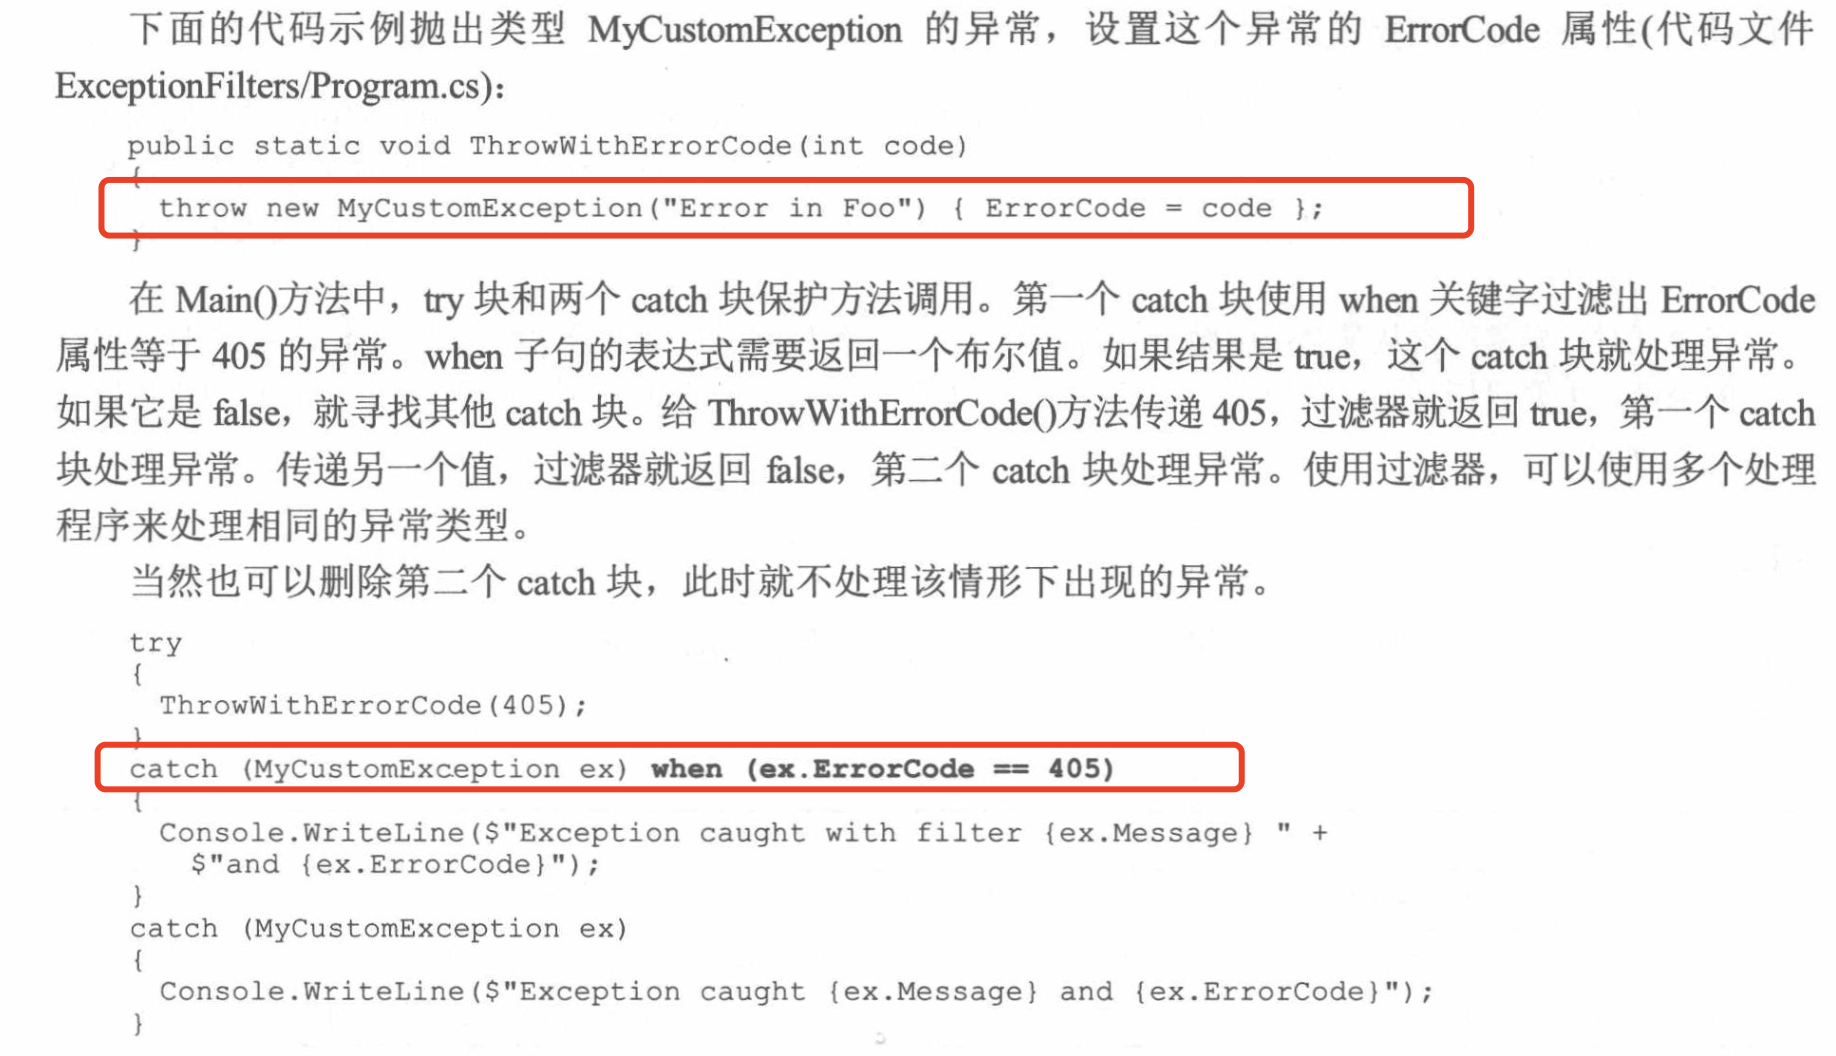 下面的代码示例抛出类型 MyCustomException 的异常，设置这个异常的 ErrorCode 属性(代码文件
ExceptionFilters/Program.cs)：
public static void ThrowWithErrorCode(int code)
{
throw new MyCustomException("Error in Foo") { ErrorCode = code };
}
在 Main()方法中，try 块和两个 catch 块保护方法调用。第一个 catch 块使用 when 关键字过滤出 ErrorCode
属性等于 405 的异常。when 子句的表达式需要返回一个布尔值。如果结果是 true，这个 catch 块就处理异常。
如果它是 false，就寻找其他 catch 块。给 ThrowWithErrorCode()方法传递 405，过滤器就返回 true，第一个 catch
块处理异常。传递另一个值，过滤器就返回 false，第二个 catch 块处理异常。使用过滤器，可以使用多个处理
程序来处理相同的异常类型。
当然也可以删除第二个 catch 块，此时就不处理该情形下出现的异常。
try
{
ThrowWithErrorCode(405);
}
catch (MyCustomException ex) when (ex.ErrorCode == 405)
{
Console.WriteLine($"Exception caught with filter {ex.Message} " +
$"and {ex.ErrorCode}");
}
catch (MyCustomException ex)
{
Console.WriteLine($"Exception caught {ex.Message} and {ex.ErrorCode}");
}